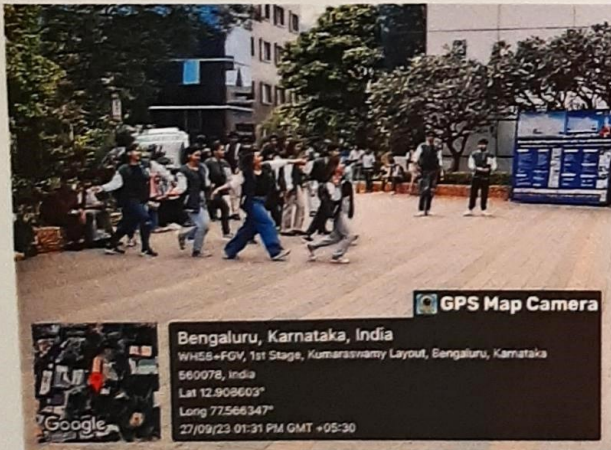 GPS Map Camera
Bengaluru, Karnataka, India
WH58+FGV, 1st Stage, Kumaraswamy Layout, Bengaluru, Karnataka
560078, India
Lat 12.908603°
Long 77.566347°
27/09/23 01:31 PM GMT +05:30
Google